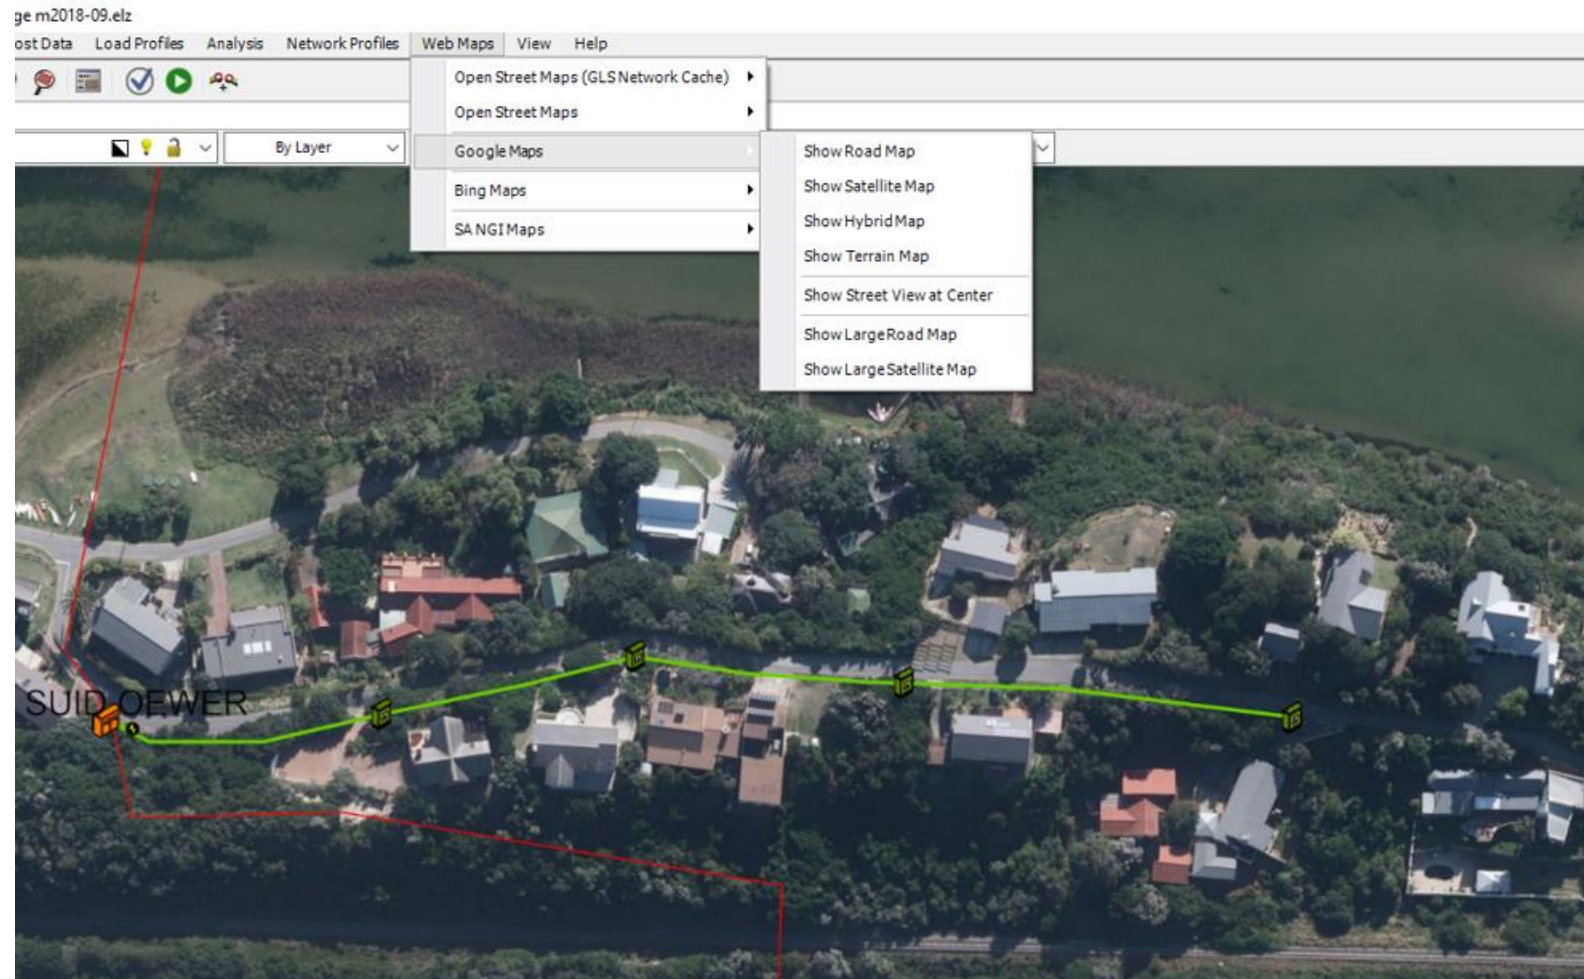 ge m2018-09.elz
ost Data Load Profiles Analysis Network Profiles Web Maps View Help
Open Street Maps (GLS Network Cache)
Open Street Maps
By Layer
Google Maps
Show Road Map
Bing Maps
Show Satellite Map
SA NGI Maps
Show Hybrid Map
Show Terrain Map
Show Street View at Center
Show Large Road Map
Show Large Satellite Map
SUID OEWER